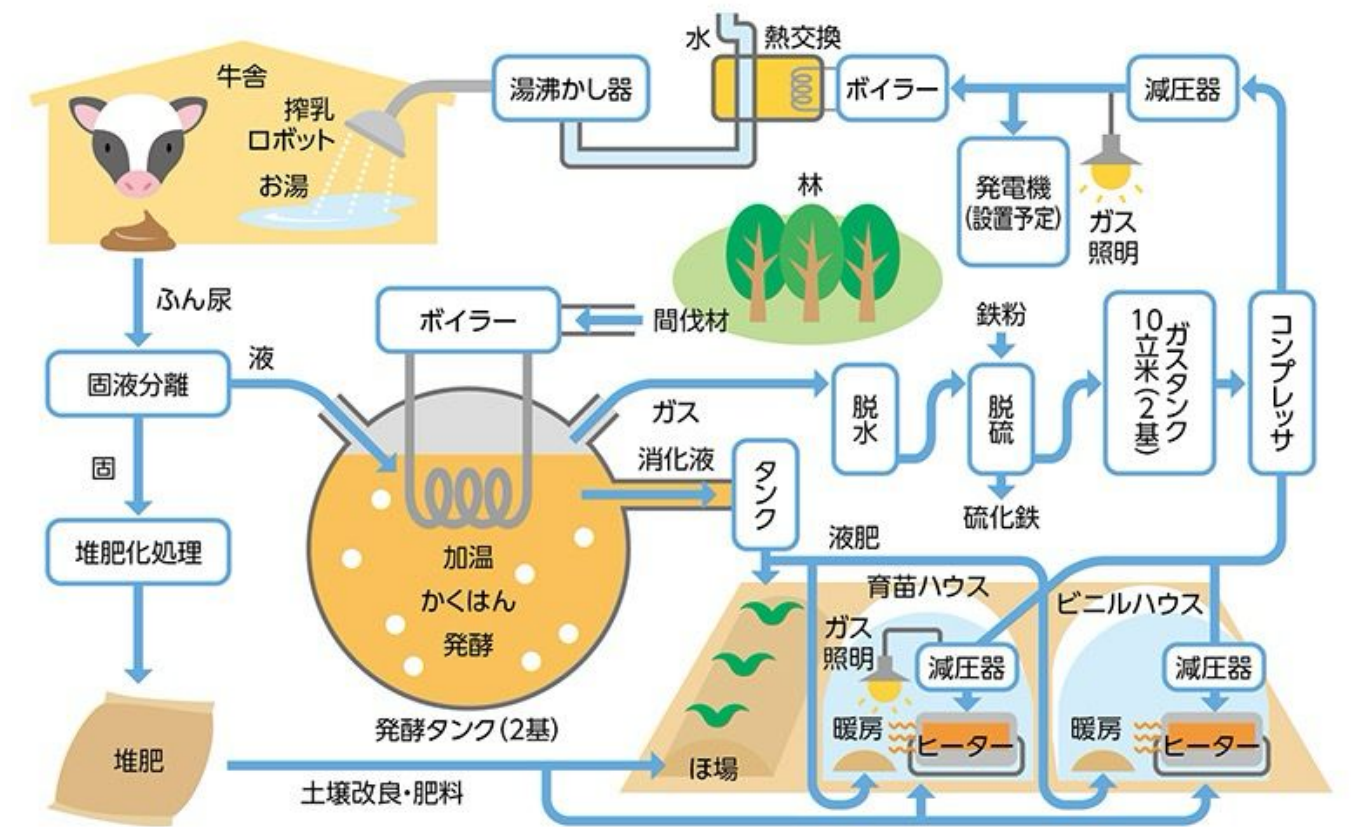 牛舎
搾乳
ロボット
お湯
湯沸かし器
水
熱交換
ボイラー
減圧器
発電機
(設置予定)
ガス
照明
林
ふん尿
固液分離
液
固
堆肥化処理
堆肥
土壌改良・肥料
ボイラー
間伐材
ガス
消化液
タンク
加温
かくはん
発酵
発酵タンク(2基)
脱水
鉄粉
脱硫
硫化鉄
ガスタンク
10立米(2基)
コンプレッサ
液肥
育苗ハウス
ビニルハウス
ガス
照明
減圧器
暖房
ヒーター
減圧器
暖房
ヒーター
ほ場